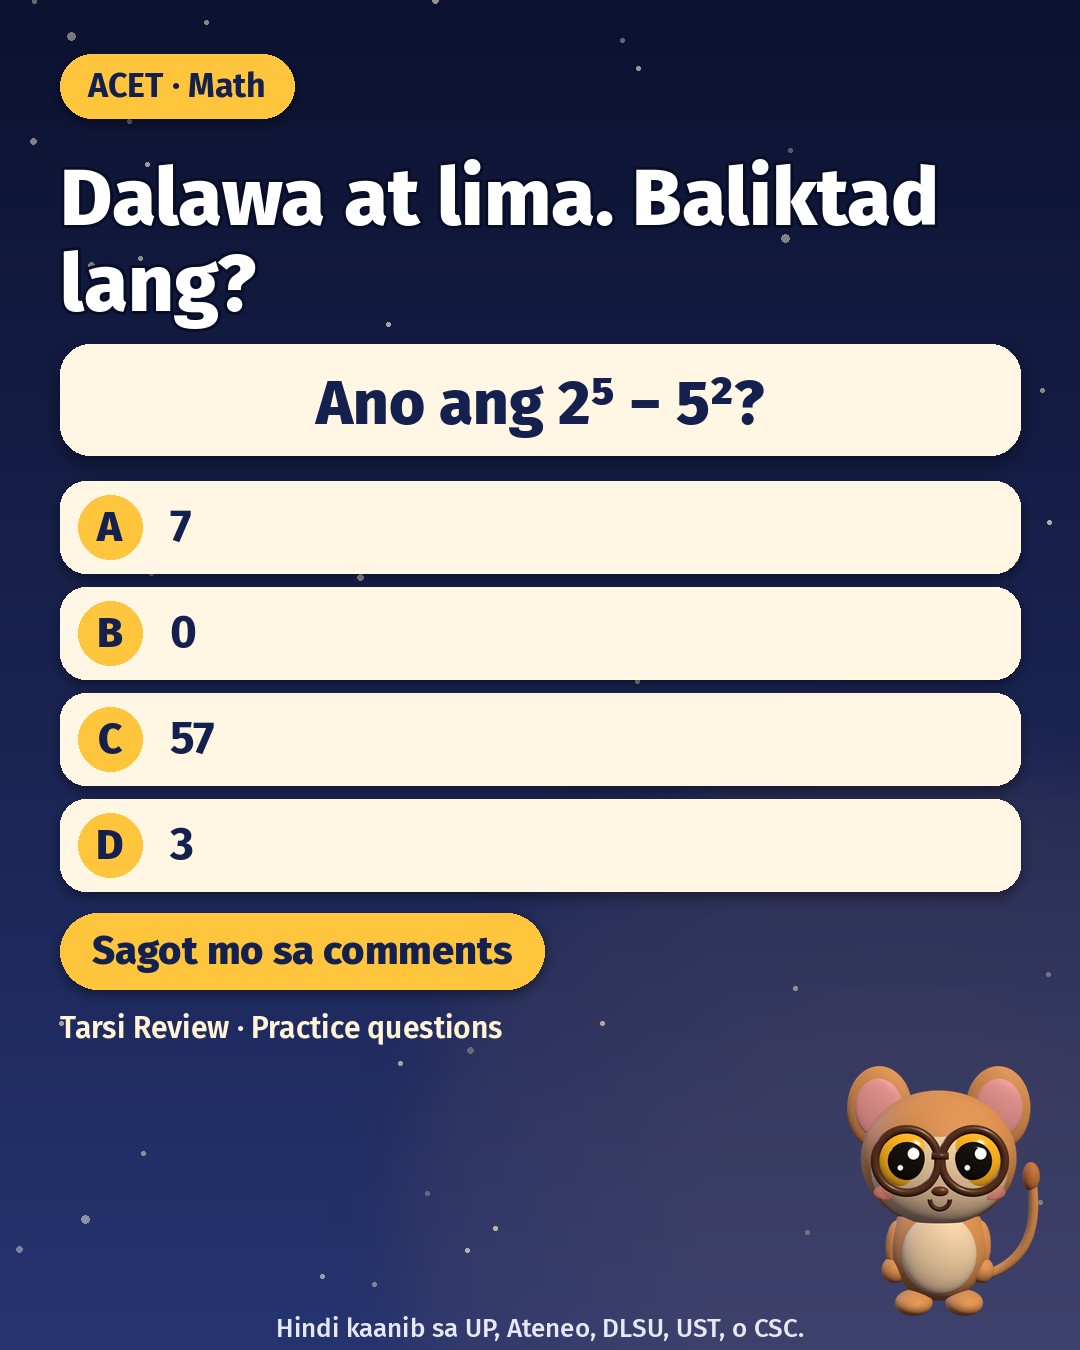 ACET · Math
Dalawa at lima. Baliktad
lang?
Ano ang 2⁵ – 5²?
A 7
B 0
C 57
D 3
Sagot mo sa comments
Tarsi Review · Practice questions
Hindi kaanib sa UP, Ateneo, DLSU, UST, o CSC.